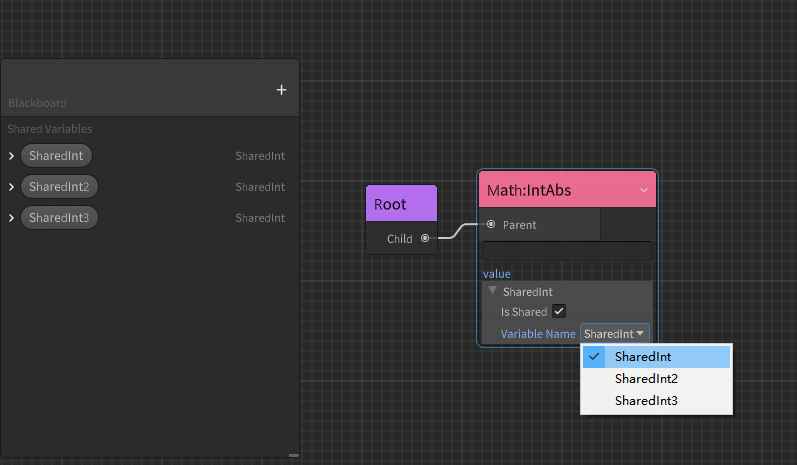 Blackboard
Shared Variables
SharedInt SharedInt
SharedInt2 SharedInt
SharedInt3 SharedInt
Root
Child
Math:IntAbs
Parent
value
SharedInt
Is Shared
Variable Name SharedInt
SharedInt
SharedInt2
SharedInt3